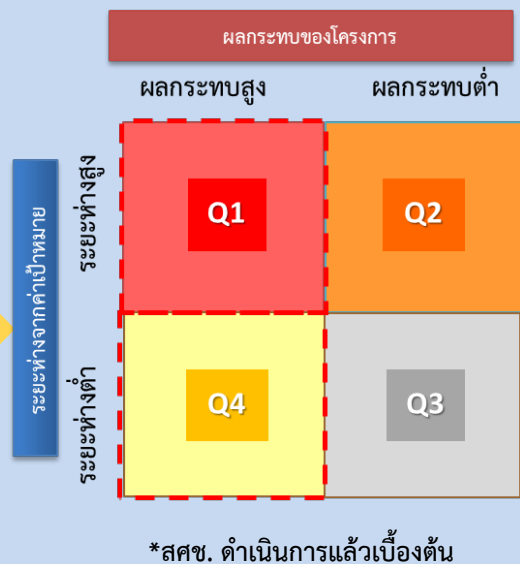 ผลกระทบของโครงการ
ผลกระทบสูง
ผลกระทบต่ำ
ระยะห่างจากค่าเป้าหมาย
ระยะห่างสูง
Q1
Q2
ระยะห่างต่ำ
Q4
Q3
*สศช. ดำเนินการแล้วเบื้องต้น